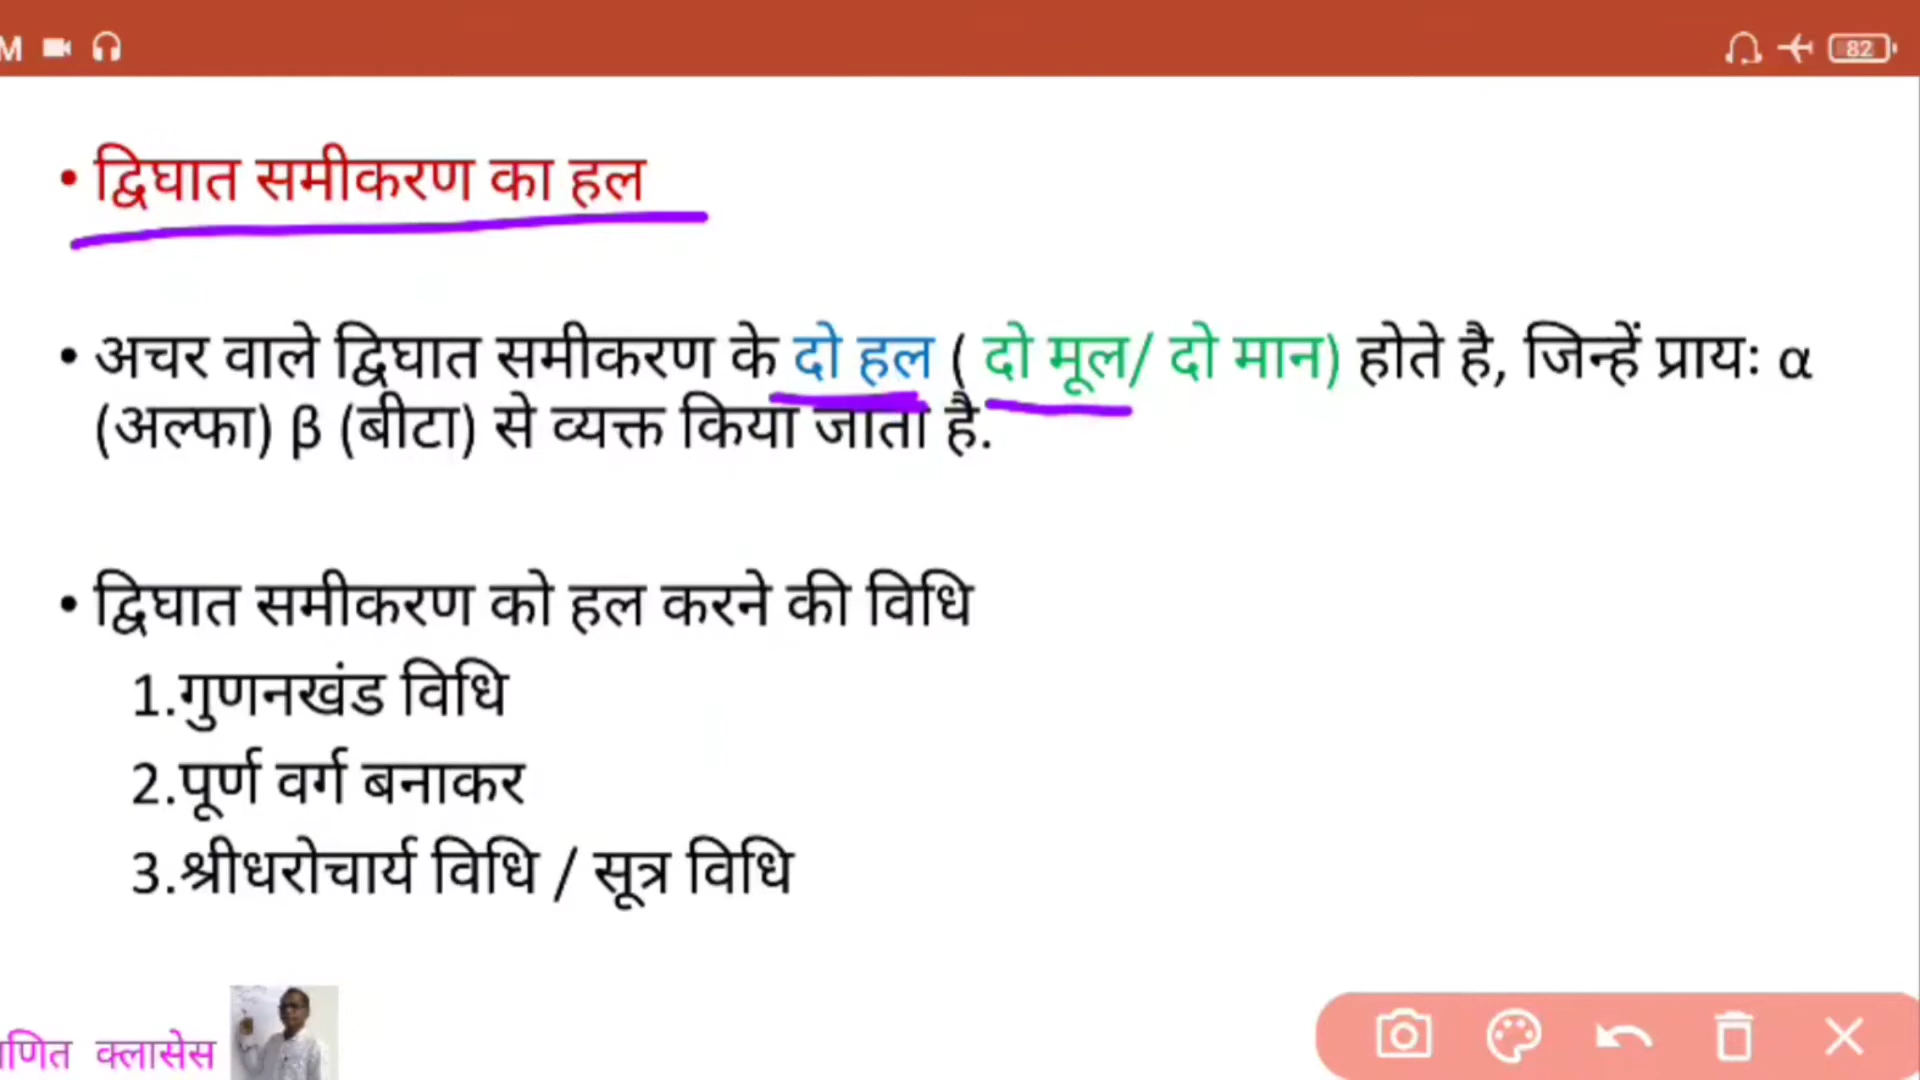 M
82
• द्विघात समीकरण का हल
• अचर वाले द्विघात समीकरण के दो हल ( दो मूल/ दो मान) होते है, जिन्हें प्रायः α
(अल्फा) β (बीटा) से व्यक्त किया जाता है.
• द्विघात समीकरण को हल करने की विधि
1.गुणनखंड विधि
2.पूर्ण वर्ग बनाकर
3.श्रीधरोचार्य विधि / सूत्र विधि
णित क्लासेस